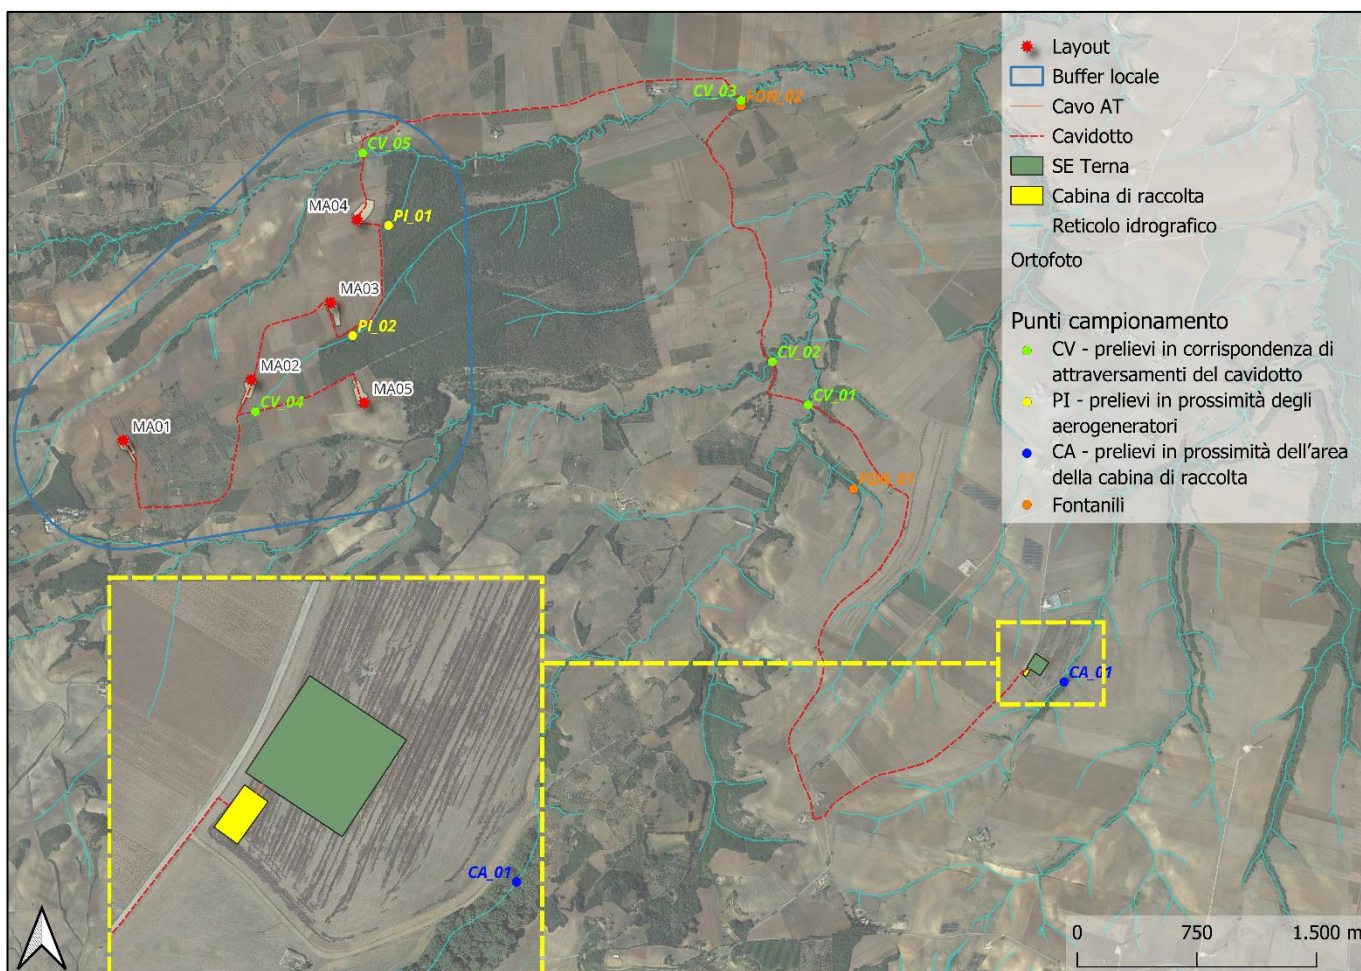 Layout
Buffer locale
Cavo AT
Cavidotto
SE Terna
Cabina di raccolta
Reticolo idrografico
Ortofoto
Punti campionamento
CV - prelievi in corrispondenza di
attraversamenti del cavidotto
PI - prelievi in prossimità degli
aerogeneratori
CA - prelievi in prossimità dell'area
della cabina di raccolta
Fontanili
CV_03
FON_02
CV_05
MA04
PI_01
MA03
PI_02
MA02
MA05
CV_04
MA01
CV_02
CV_01
FON_01
CA_01
CA_01
0 750 1.500 m